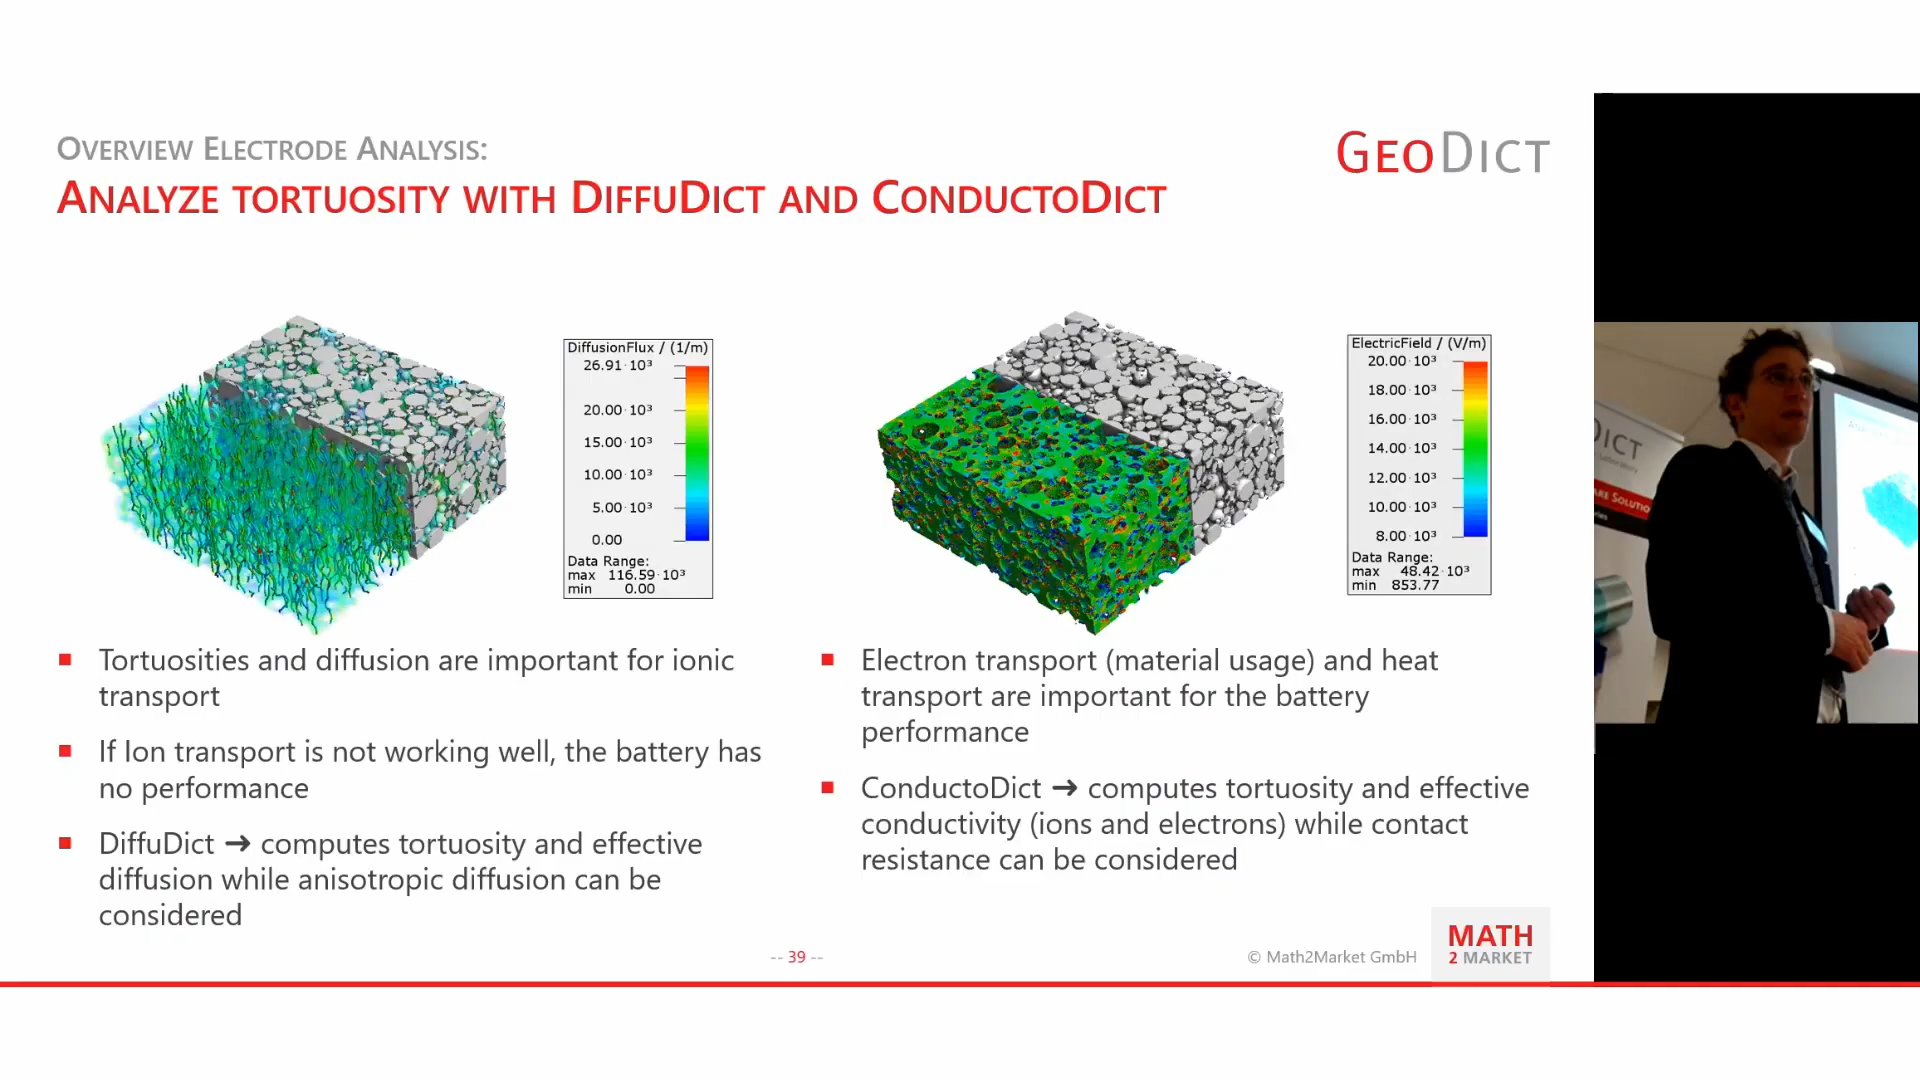 OVERVIEW ELECTRODE ANALYSIS:
ANALYZE TORTUOSITY WITH DIFFUDICT AND CONDUCTODICT
GEODICT
DiffusionFlux / (1/m)
26.91·10³
20.00·10³
15.00·10³
10.00·10³
5.00·10³
0.00
Data Range:
max 116.59·10³
min 0.00
ElectricField / (V/m)
20.00·10³
18.00·10³
16.00·10³
14.00·10³
12.00·10³
10.00·10³
8.00·10³
Data Range:
max 48.42·10³
min 853.77
Tortuosities and diffusion are important for ionic
transport
If Ion transport is not working well, the battery has
no performance
DiffuDict → computes tortuosity and effective
diffusion while anisotropic diffusion can be
considered
Electron transport (material usage) and heat
transport are important for the battery
performance
ConductoDict → computes tortuosity and effective
conductivity (ions and electrons) while contact
resistance can be considered
-- 39 --
© Math2Market GmbH
MATH
2 MARKET
DICT